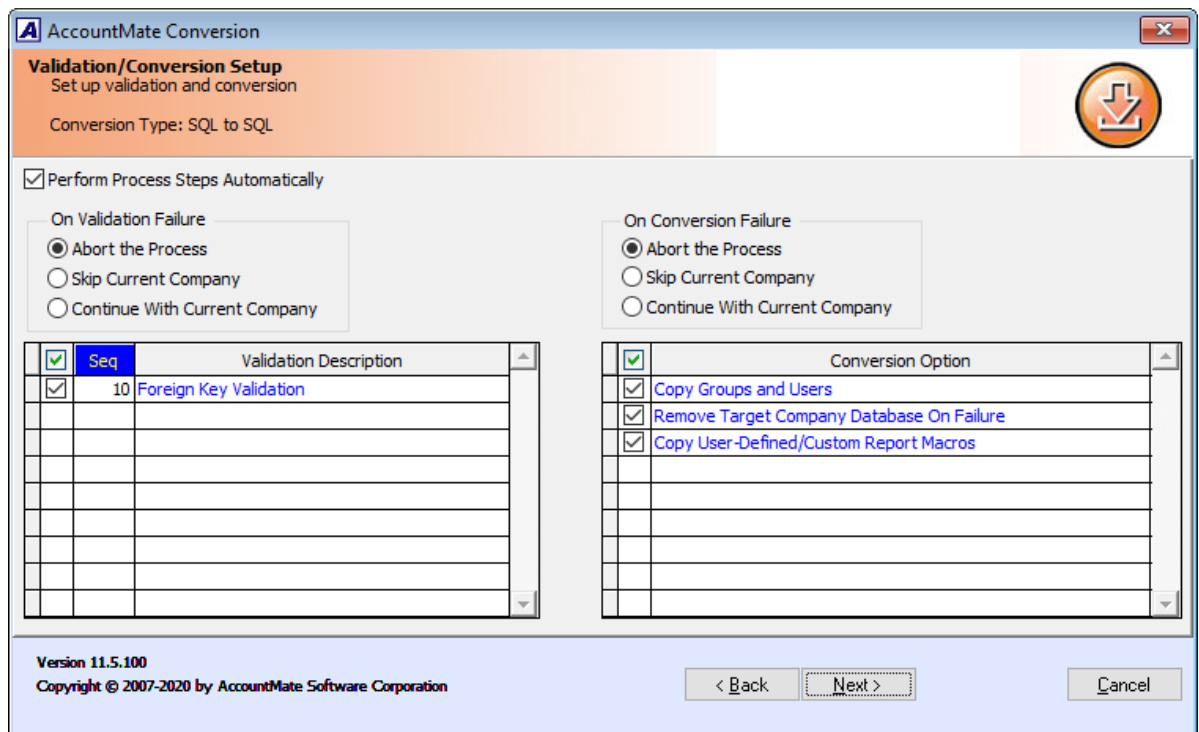 AccountMate Conversion
Validation/Conversion Setup
Set up validation and conversion
Conversion Type: SQL to SQL
Perform Process Steps Automatically
On Validation Failure
Abort the Process
Skip Current Company
Continue With Current Company
On Conversion Failure
Abort the Process
Skip Current Company
Continue With Current Company
Seq Validation Description
10 Foreign Key Validation
Conversion Option
Copy Groups and Users
Remove Target Company Database On Failure
Copy User-Defined/Custom Report Macros
Version 11.5.100
Copyright © 2007-2020 by AccountMate Software Corporation
< Back Next > Cancel